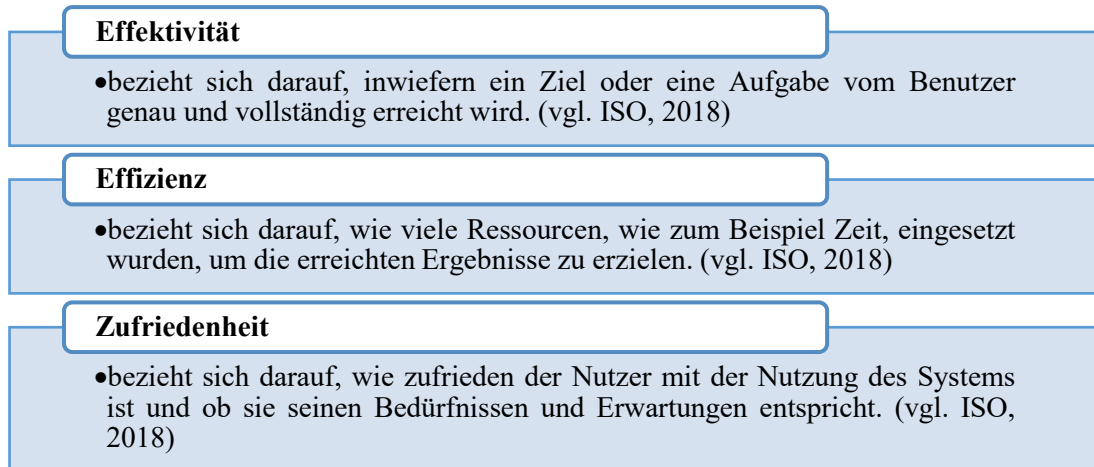 Effektivität
•bezieht sich darauf, inwiefern ein Ziel oder eine Aufgabe vom Benutzer
genau und vollständig erreicht wird. (vgl. ISO, 2018)
Effizienz
•bezieht sich darauf, wie viele Ressourcen, wie zum Beispiel Zeit, eingesetzt
wurden, um die erreichten Ergebnisse zu erzielen. (vgl. ISO, 2018)
Zufriedenheit
•bezieht sich darauf, wie zufrieden der Nutzer mit der Nutzung des Systems
ist und ob sie seinen Bedürfnissen und Erwartungen entspricht. (vgl. ISO,
2018)